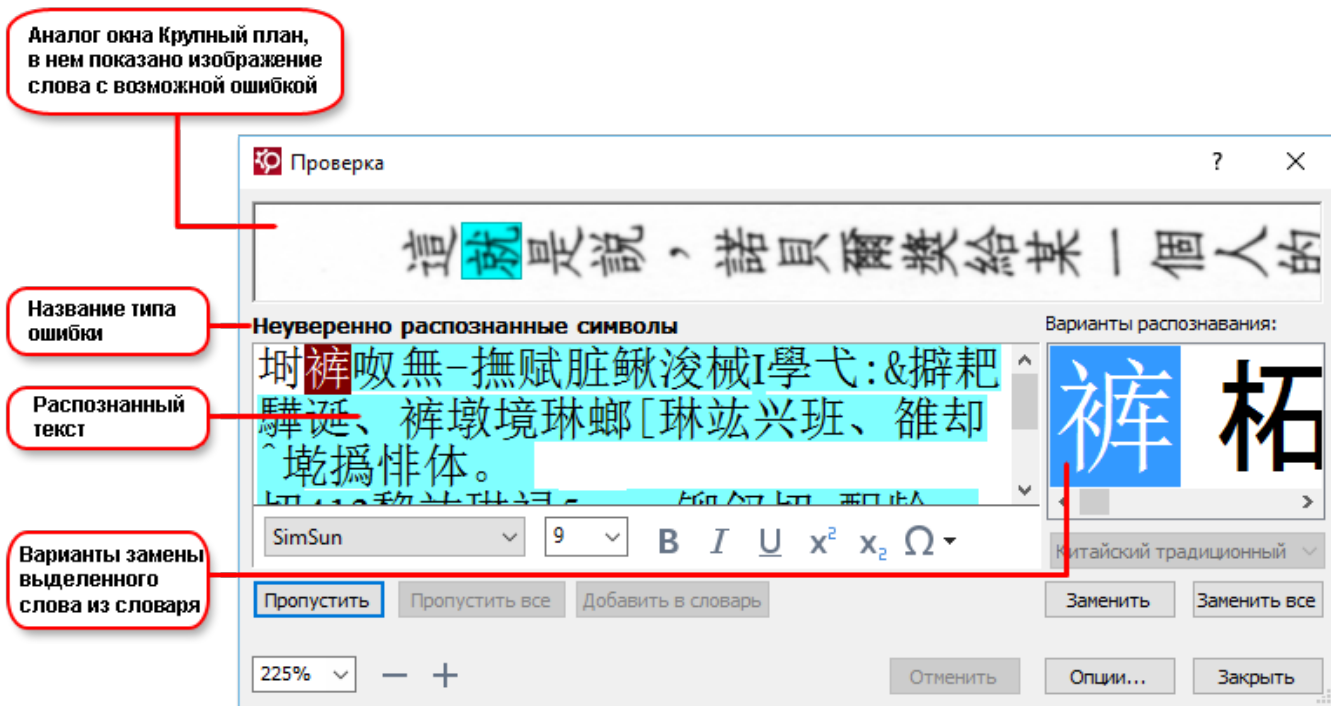 Аналог окна Крупный план,
в нем показано изображение
слова с возможной ошибкой
Проверка
這就是説，諾貝爾獎給某一個人的
Название типа
ошибки
Неуверенно распознанные символы
Варианты распознавания:
埘裤呶無-撫赋脏鳅浚械I學弋:&擗耙
驊诞、裤墩境琳螂[琳竑兴班、雒却
^墘撝悱体。
裤 柘
Распознанный
текст
SimSun 9 B I U x² x₂ Ω
Китайский традиционный
Варианты замены
выделенного
слова из словаря
Пропустить Пропустить все Добавить в словарь Заменить Заменить все
225% Отменить Опции... Закрыть